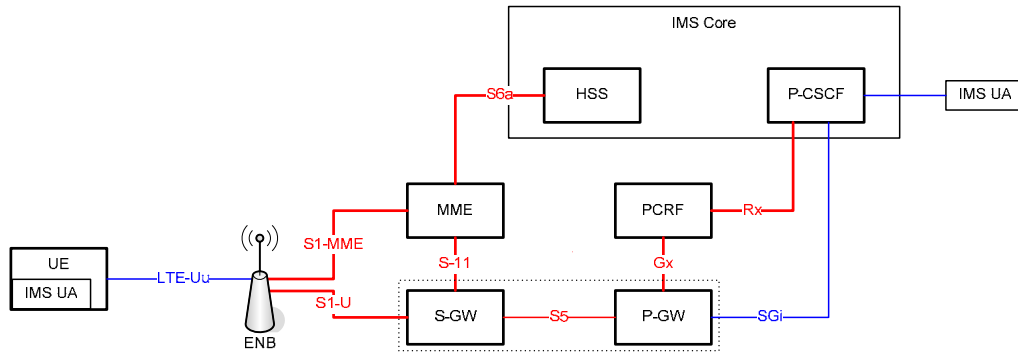 IMS Core
HSS
P-CSCF
IMS UA
S6a
MME
PCRF
Rx
S1-MME
S-11
Gx
UE
IMS UA
LTE-Uu
S1-U
S-GW
S5
P-GW
SGi
ENB